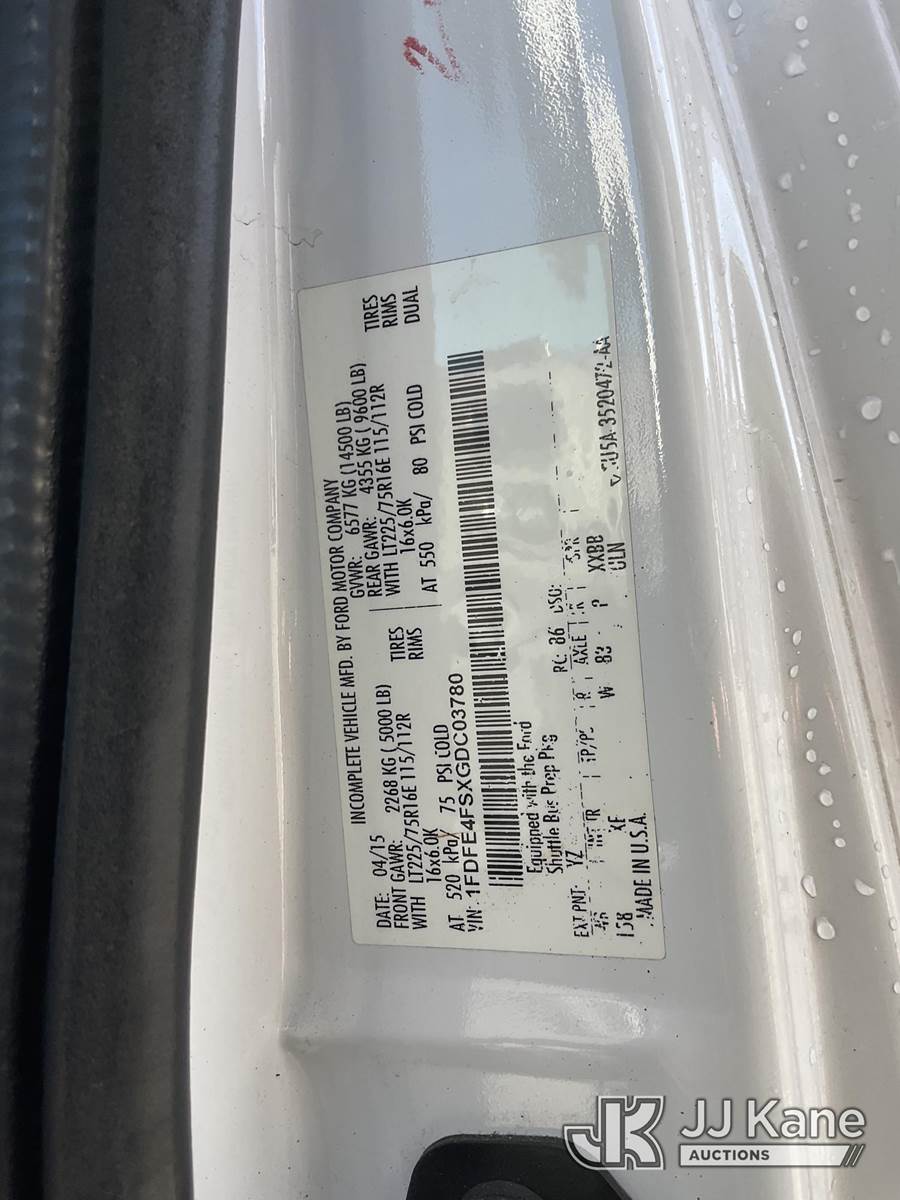 INCOMPLETE VEHICLE MFD. BY FORD MOTOR COMPANY
DATE: 04/15 GVWR: 6577 KG (14500 LB)
FRONT GAWR: 2268 KG (5000 LB) REAR GAWR: 4355 KG (9600 LB)
WITH LT225/75R16E 115/112R TIRES WITH LT225/75R16E 115/112R TIRES
16x6.0K RIMS 16x6.0K RIMS
AT 520 kPa/ 75 PSI COLD AT 550 kPa/ 80 PSI COLD DUAL
VIN: 1FDFE4FSXGDC03780
Equipped with the Ford
Shuttle Bus Prep Pkg
EXT PNT: YZ RC: 86 DSO:
AXLE
XF W XXBB
158
MADE IN U.S.A.
JK JJ Kane
AUCTIONS